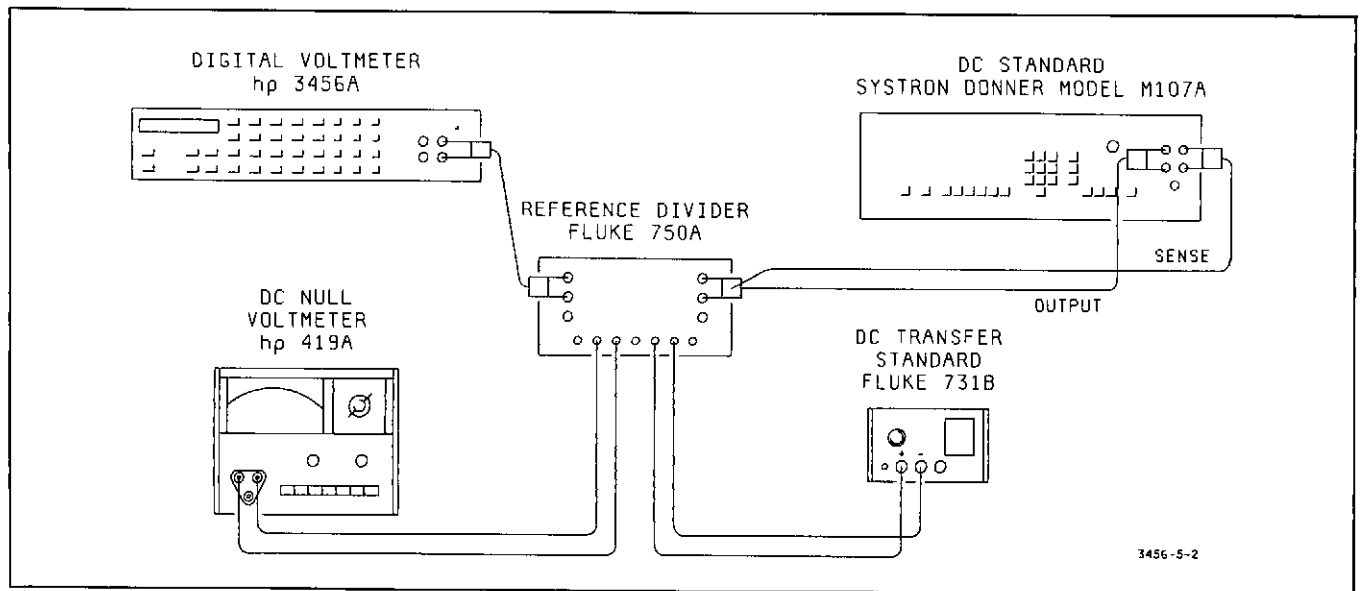 DIGITAL VOLTMETER
hp 3456A
DC STANDARD
SYSTRON DONNER MODEL M107A
REFERENCE DIVIDER
FLUKE 750A
SENSE
OUTPUT
DC NULL
VOLTMETER
hp 419A
DC TRANSFER
STANDARD
FLUKE 731B
+ -
3456-5-2